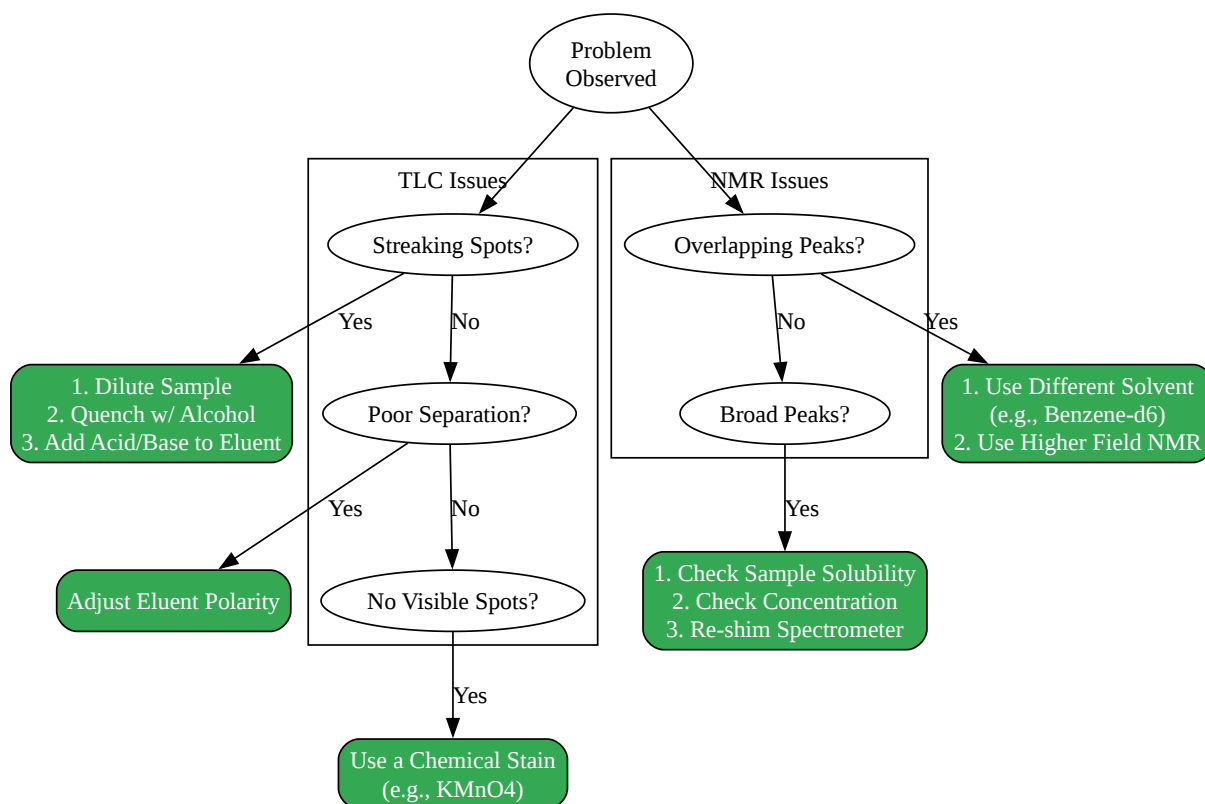 Problem
Observed
TLC Issues
NMR Issues
Streaking Spots?
Overlapping Peaks?
Yes
No
No
Yes
1. Dilute Sample
2. Quench w/ Alcohol
3. Add Acid/Base to Eluent
Poor Separation?
Broad Peaks?
1. Use Different Solvent
(e.g., Benzene-d6)
2. Use Higher Field NMR
Yes
No
Yes
Adjust Eluent Polarity
No Visible Spots?
1. Check Sample Solubility
2. Check Concentration
3. Re-shim Spectrometer
Yes
Use a Chemical Stain
(e.g., KMnO4)